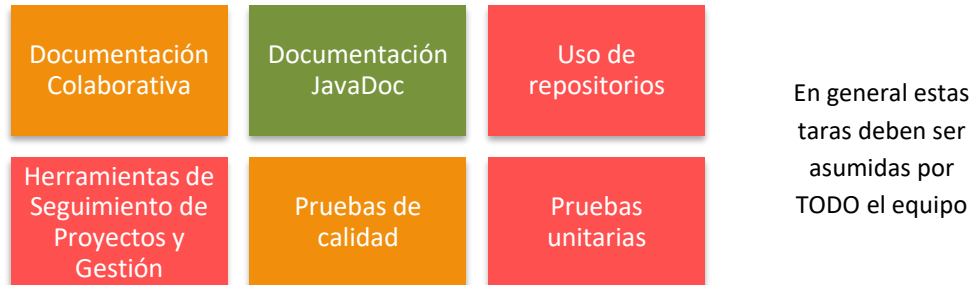 Documentación
Colaborativa
Documentación
JavaDoc
Uso de
repositorios
Herramientas de
Seguimiento de
Proyectos y
Gestión
Pruebas de
calidad
Pruebas
unitarias
En general estas
taras deben ser
asumidas por
TODO el equipo